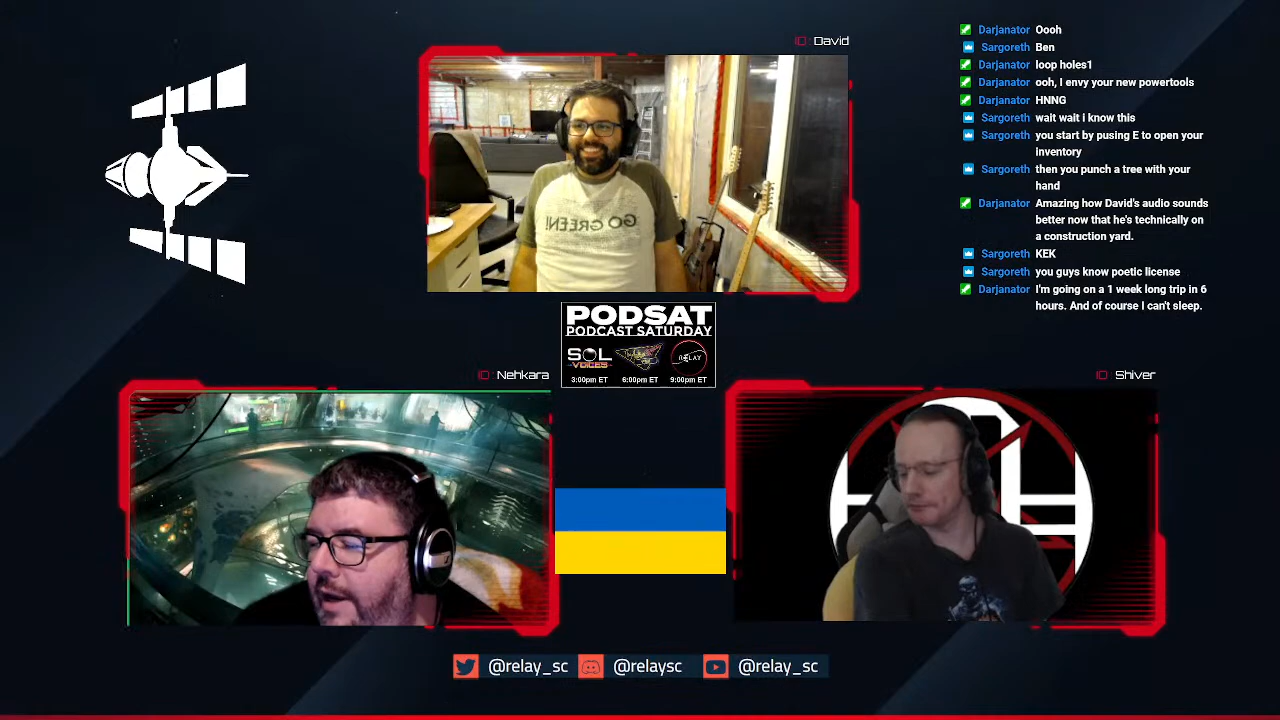 ID: David
GO GREEN!
Darjanator Oooh
Sargoreth Ben
Darjanator loop holes1
Darjanator ooh, I envy your new powertools
Darjanator HNNG
Sargoreth wait wait i know this
Sargoreth you start by pusing E to open your
inventory
Sargoreth then you punch a tree with your
hand
Darjanator Amazing how David's audio sounds
better now that he's technically on
a construction yard.
Sargoreth KEK
Sargoreth you guys know poetic license
Darjanator I'm going on a 1 week long trip in 6
hours. And of course I can't sleep.
PODSAT
PODCAST SATURDAY
SOL
VOICES
RELAY
3:00pm ET 6:00pm ET 9:00pm ET
ID: Nehkara
ID: Shiver
@relay_sc @relaysc @relay_sc